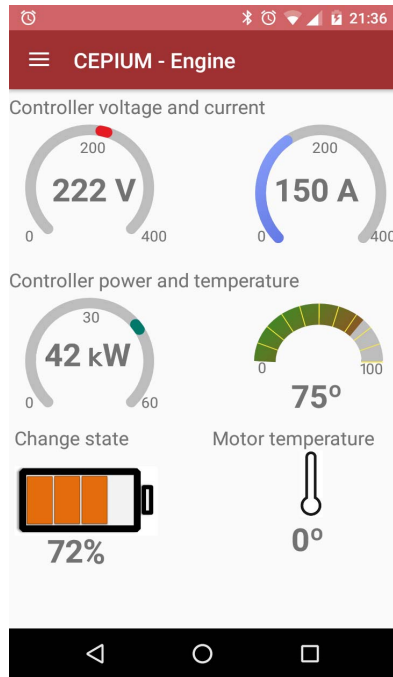 21:36
CEPIUM - Engine
Controller voltage and current
200
222 V
0
400
200
150 A
0
400
Controller power and temperature
30
42 kW
0
60
0
100
75º
Change state
Motor temperature
72%
0º